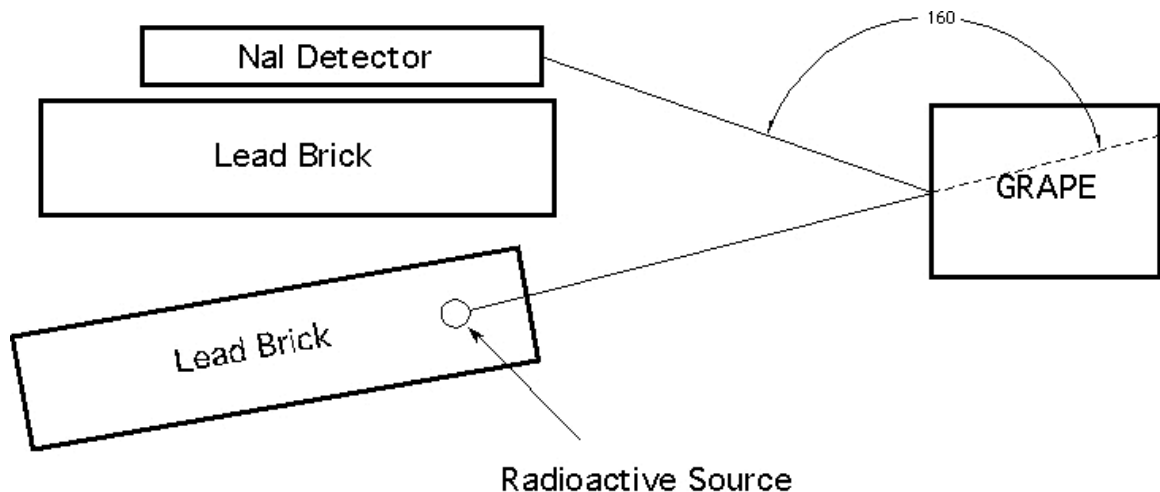 160
NaI Detector
Lead Brick
GRAPE
Lead Brick
Radioactive Source